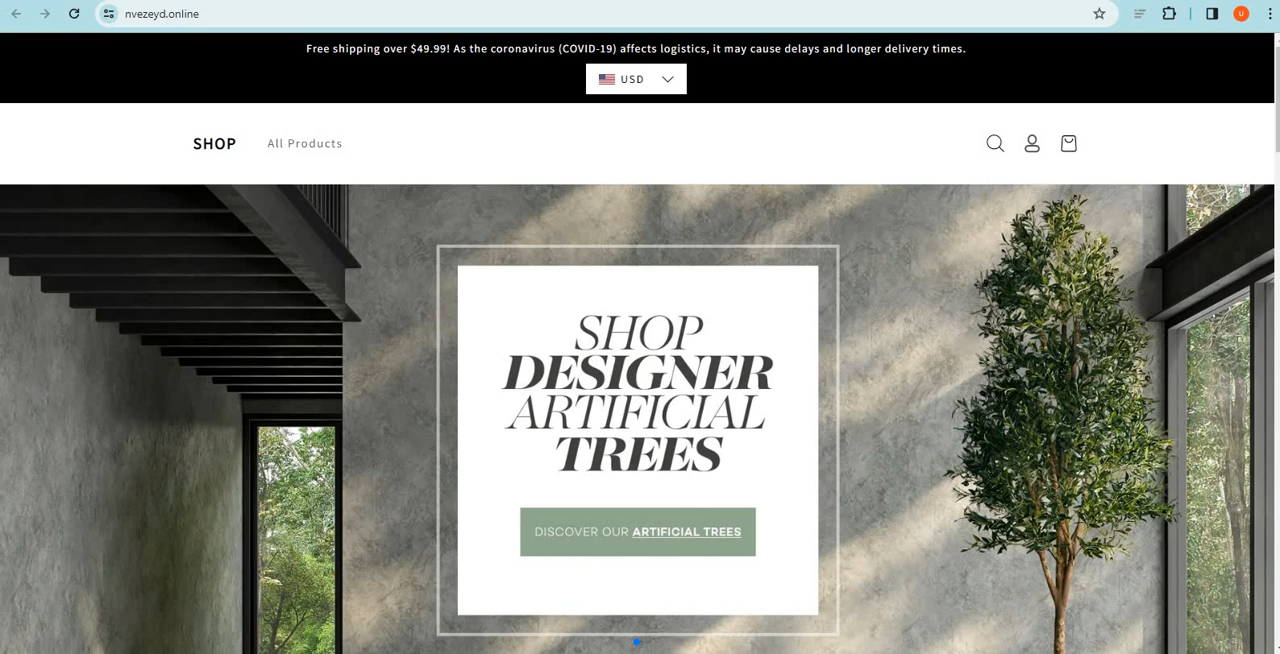 nvezeyd.online
U
Free shipping over $49.99! As the coronavirus (COVID-19) affects logistics, it may cause delays and longer delivery times.
USD
SHOP All Products
SHOP
DESIGNER
ARTIFICIAL
TREES
DISCOVER OUR ARTIFICIAL TREES